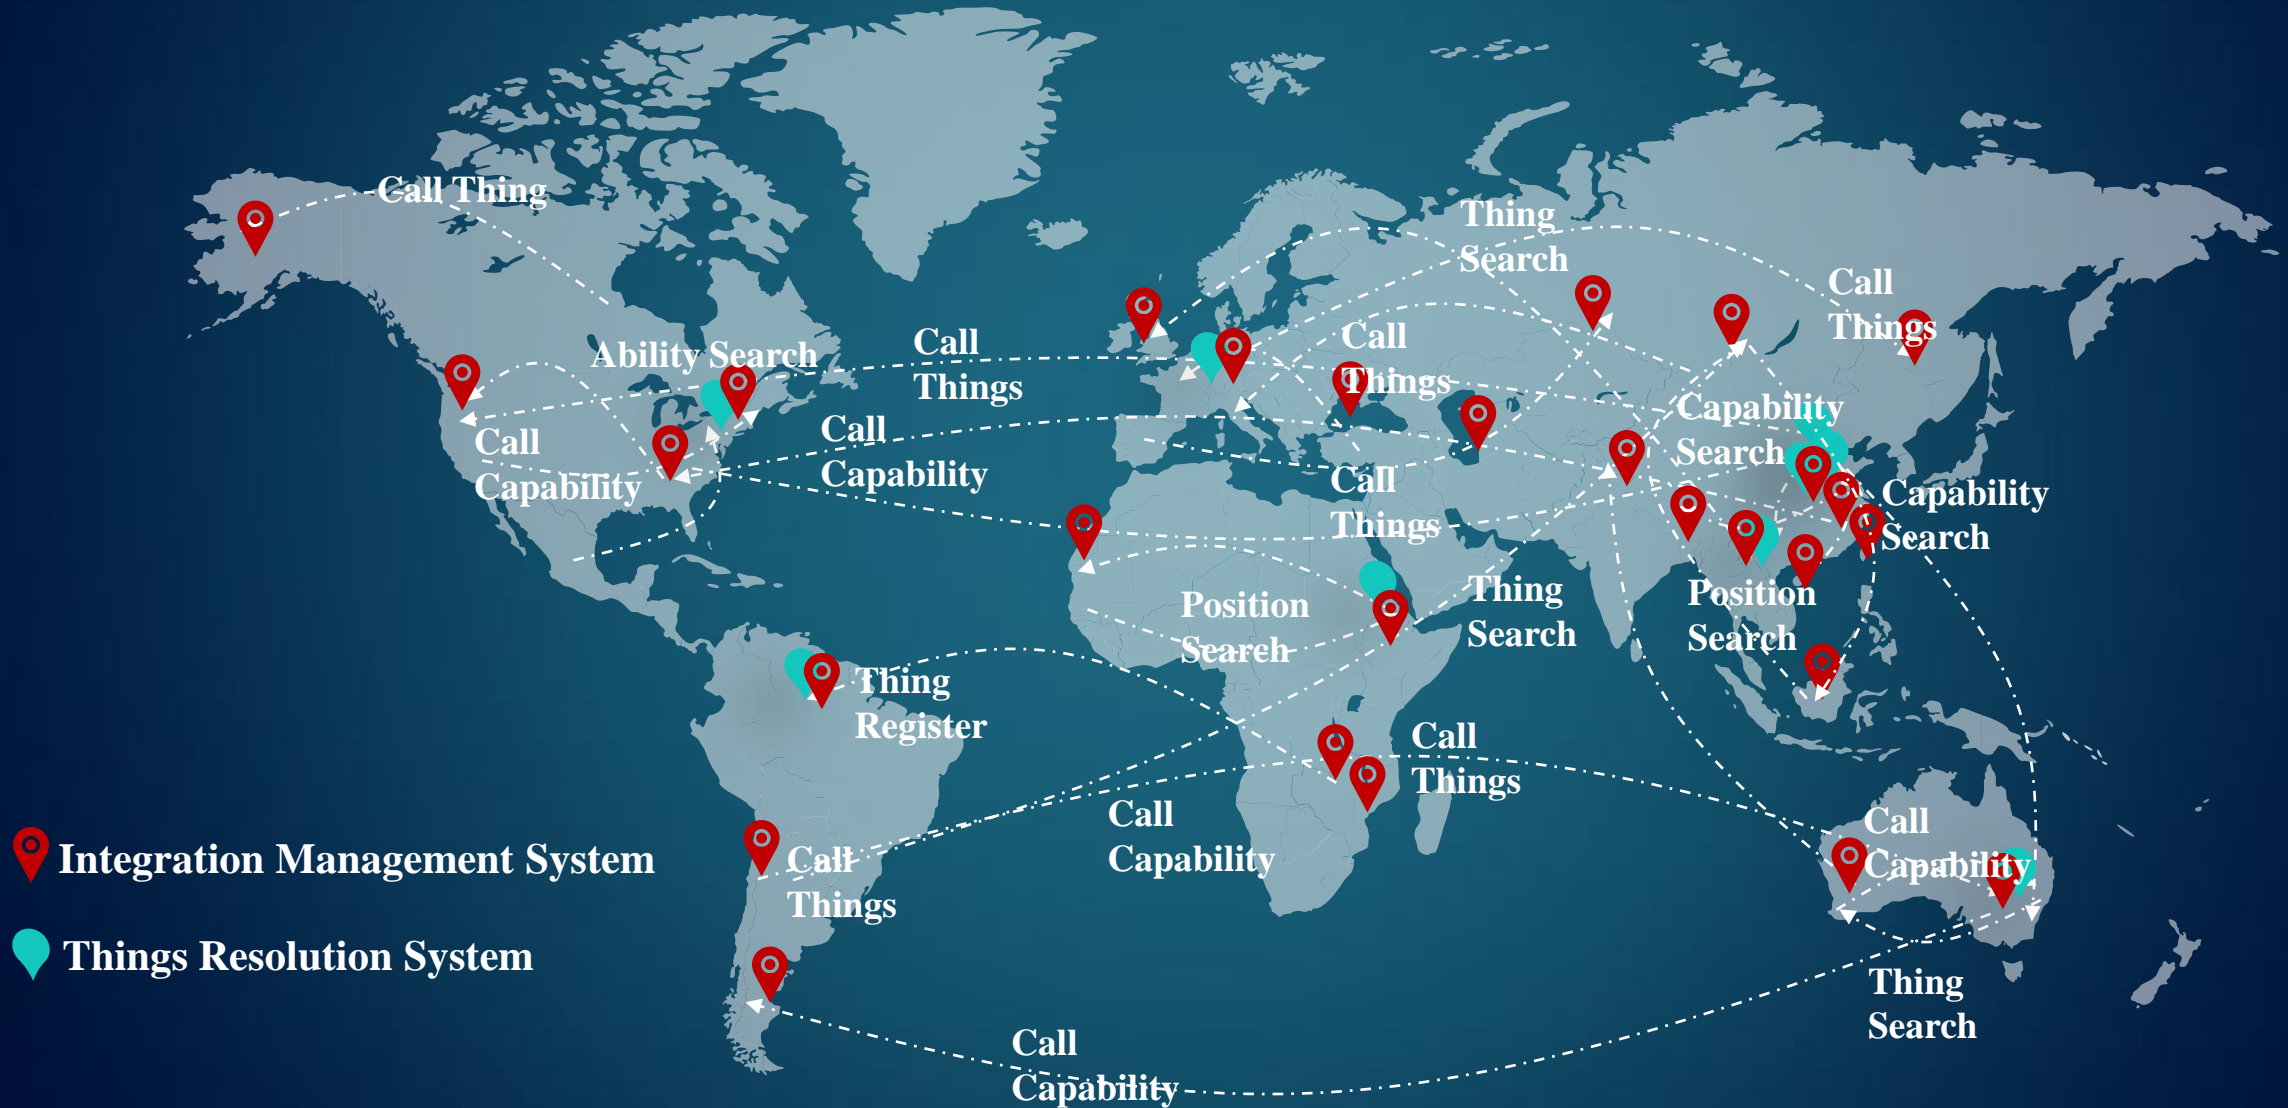 Call Thing
Thing
Search
Call
Things
Call
Things
Call
Things
Ability Search
Capability
Search
Call
Capability
Call
Capability
Call
Things
Capability
Search
Position
Search
Thing
Search
Position
Search
Thing
Register
Call
Things
Call
Capability
Call
Capability
Integration Management System
Call
Things
Things Resolution System
Thing
Search
Call
Capability